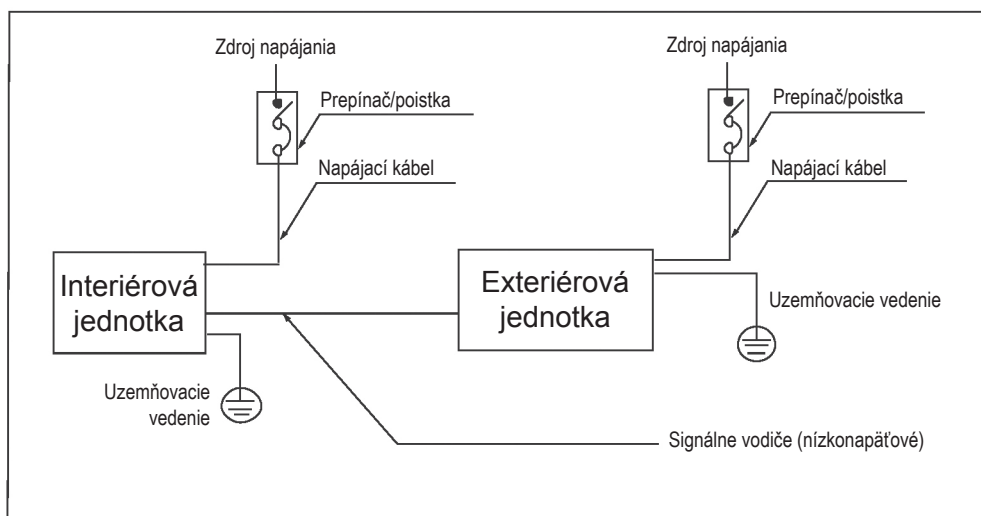 Zdroj napájania
Zdroj napájania
Prepínač/poistka
Prepínač/poistka
Napájací kábel
Napájací kábel
Interiérová
jednotka
Exteriérová
jednotka
Uzemňovacie vedenie
Uzemňovacie
vedenie
Signálne vodiče (nízkonapäťové)